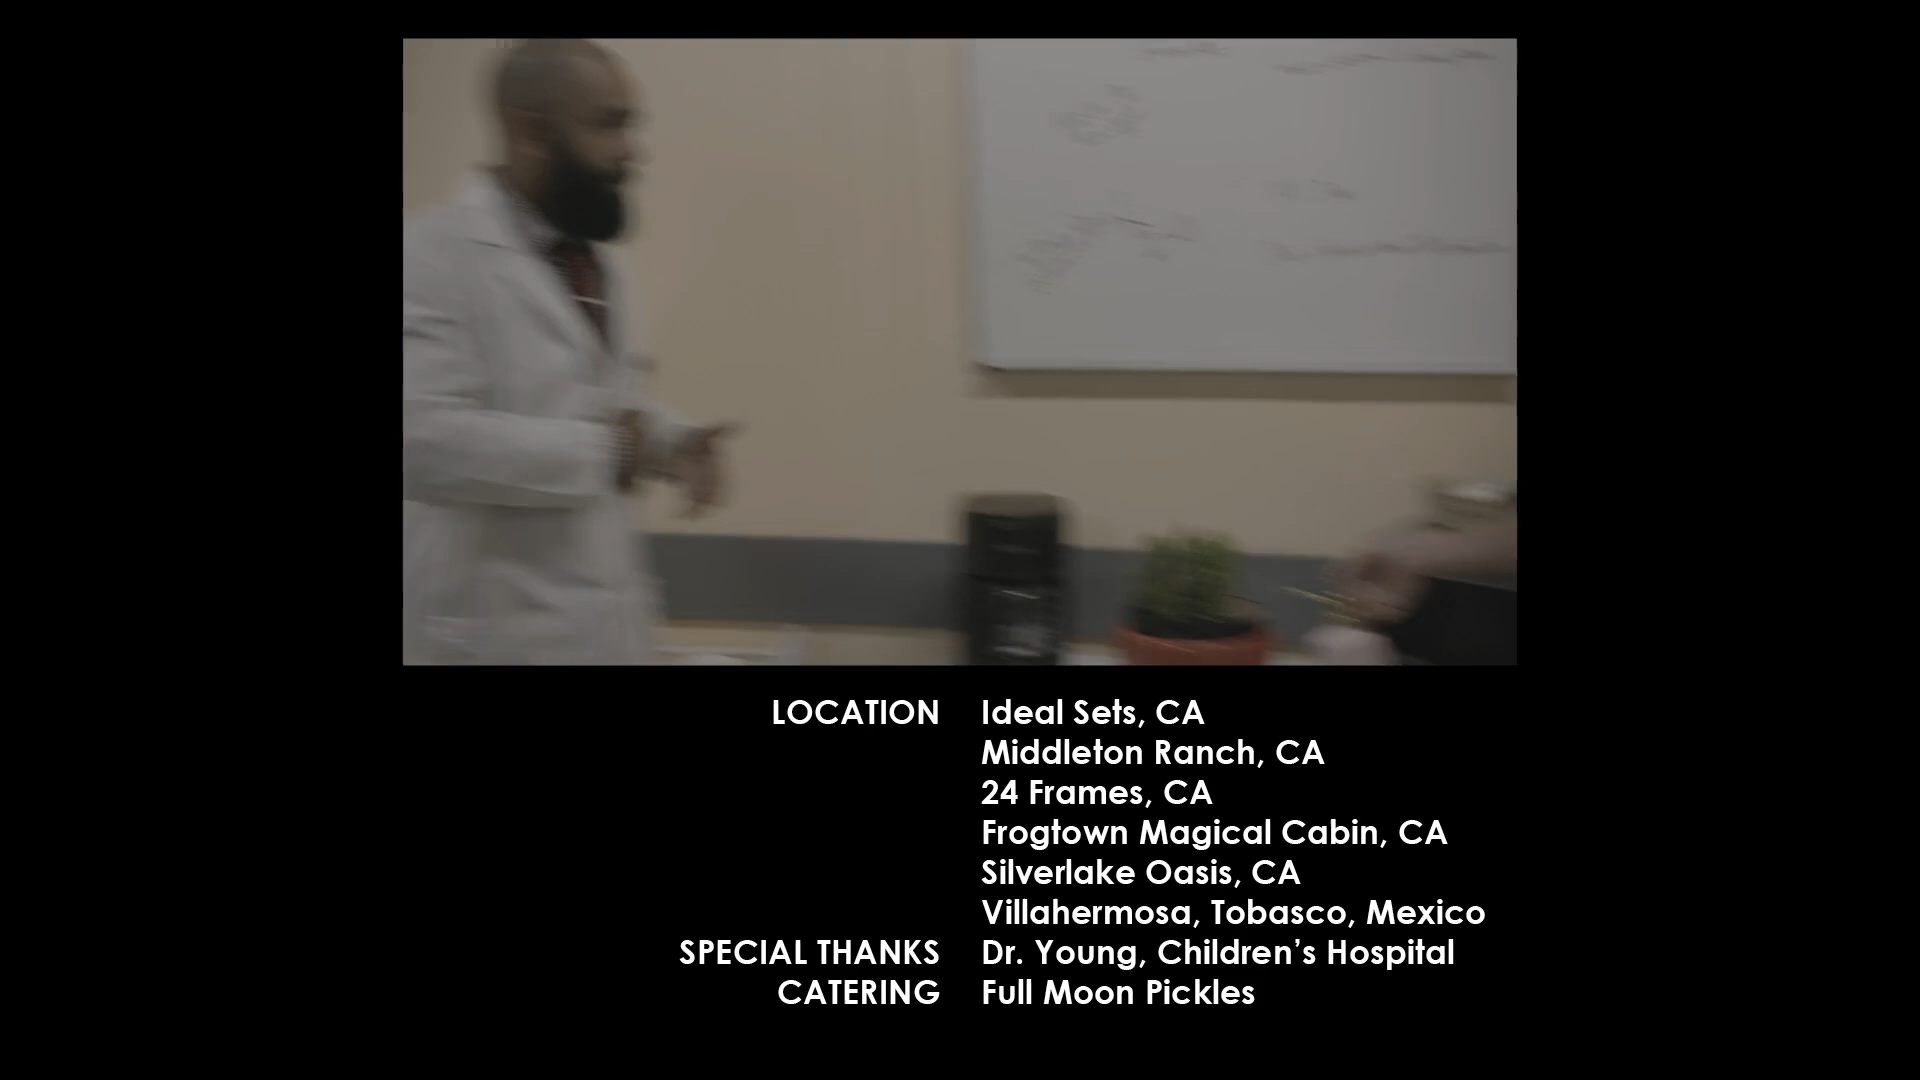 LOCATION Ideal Sets, CA
Middleton Ranch, CA
24 Frames, CA
Frogtown Magical Cabin, CA
Silverlake Oasis, CA
Villahermosa, Tobasco, Mexico
SPECIAL THANKS Dr. Young, Children’s Hospital
CATERING Full Moon Pickles